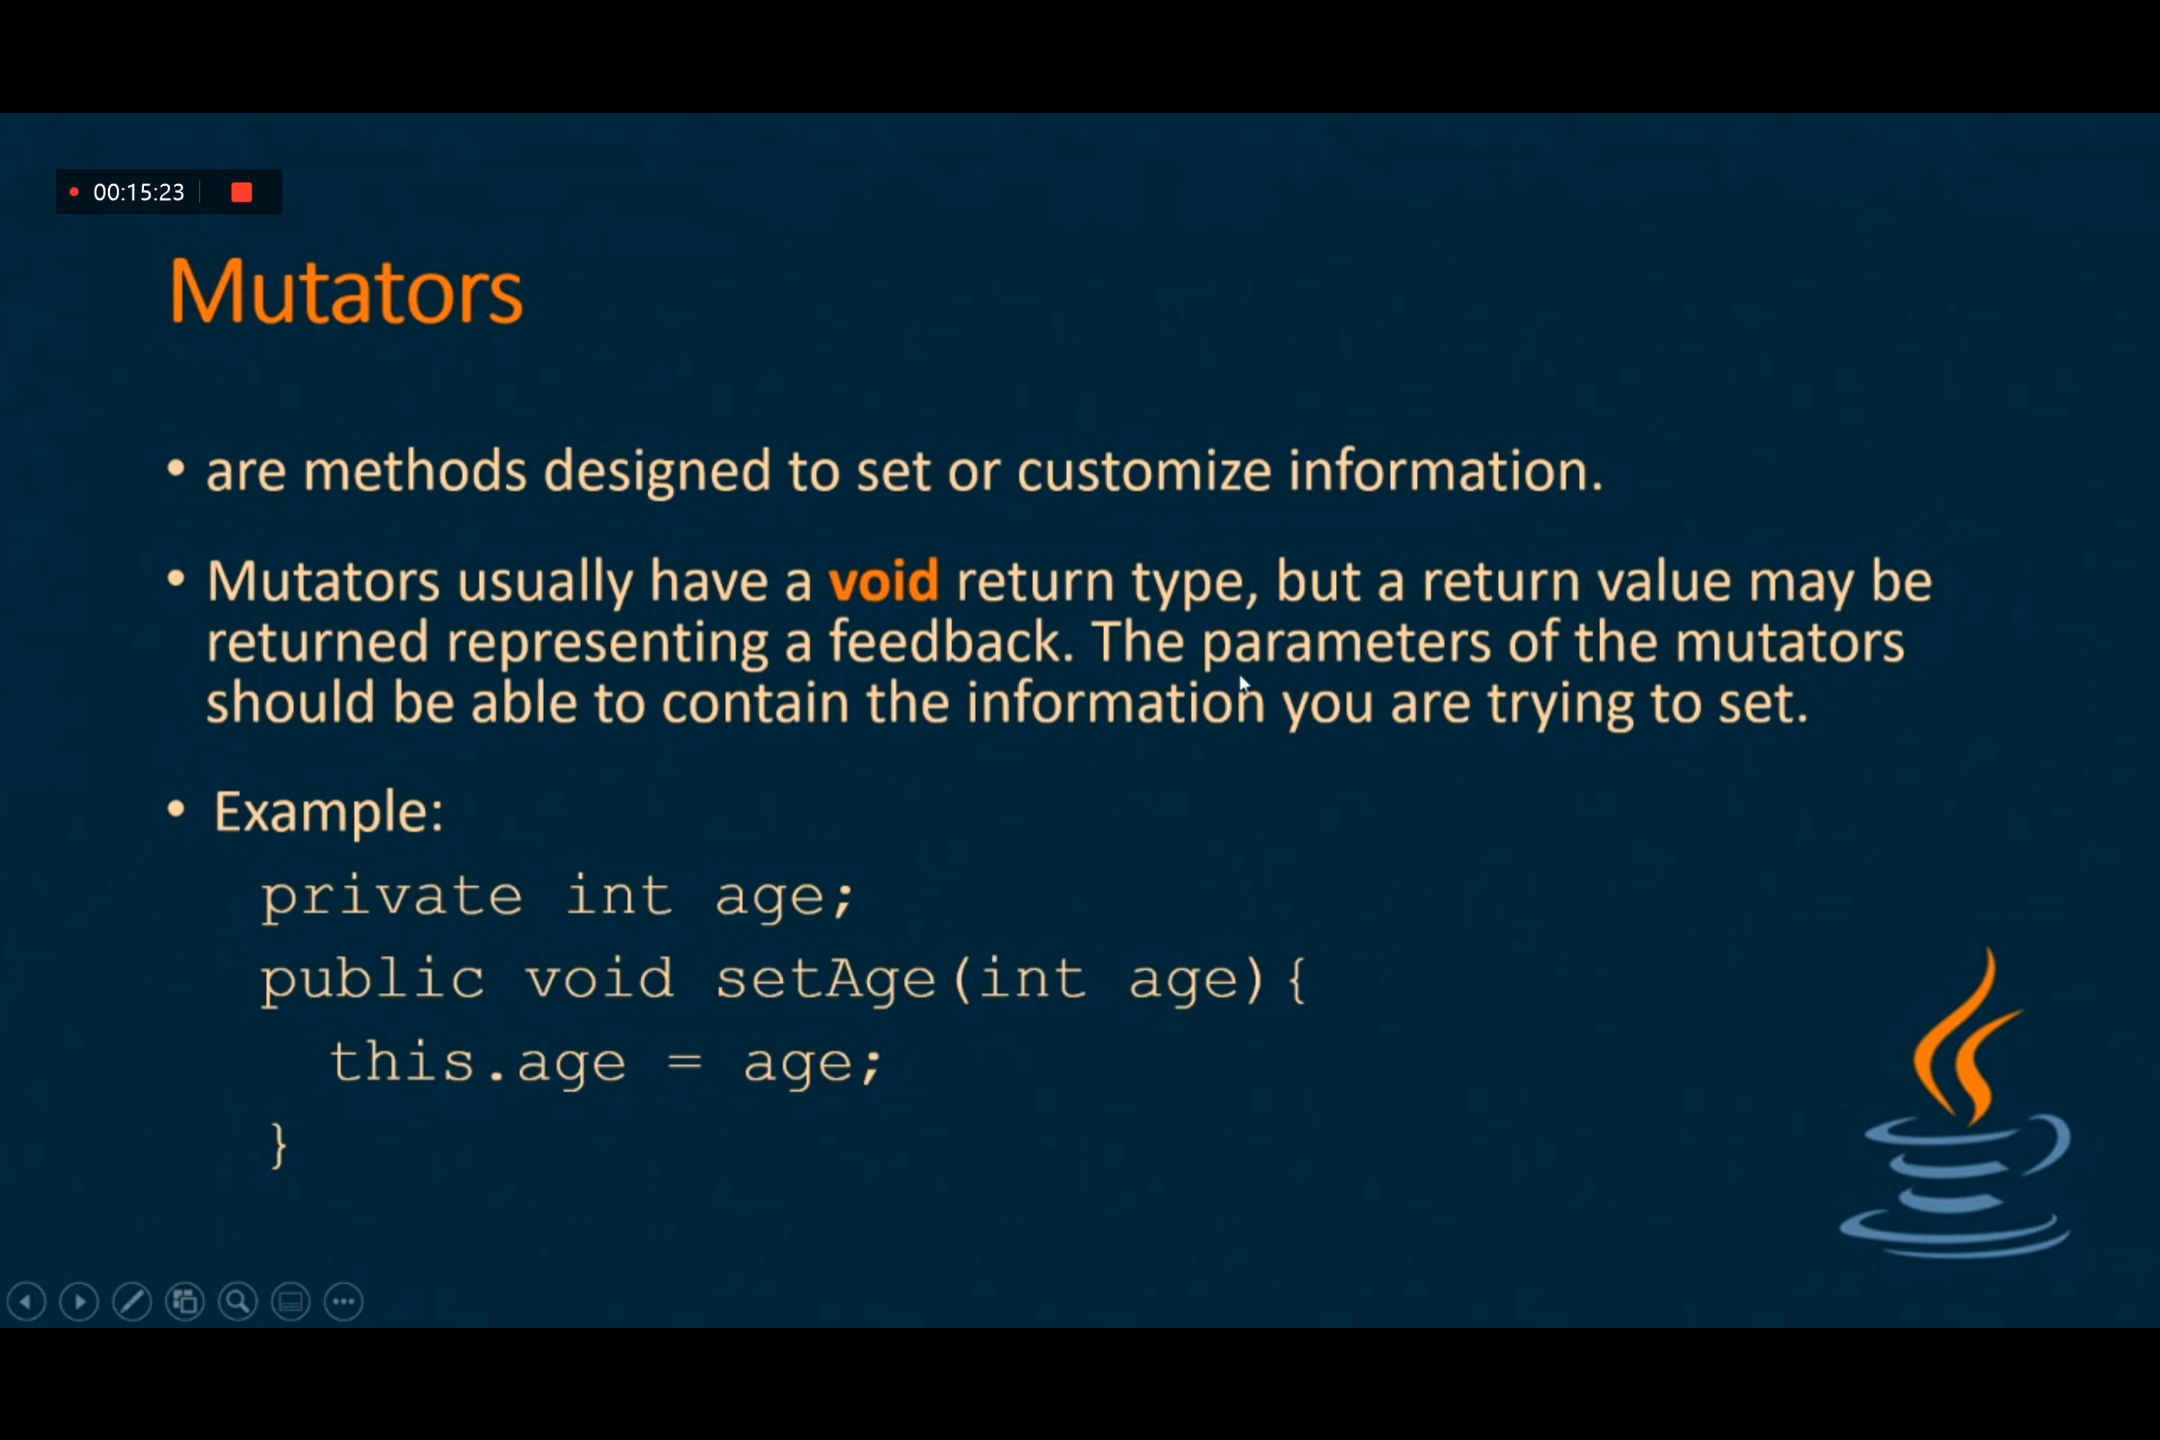 00:15:23
Mutators
• are methods designed to set or customize information.
• Mutators usually have a void return type, but a return value may be
returned representing a feedback. The parameters of the mutators
should be able to contain the information you are trying to set.
• Example:
private int age;
public void setAge(int age){
this.age = age;
}